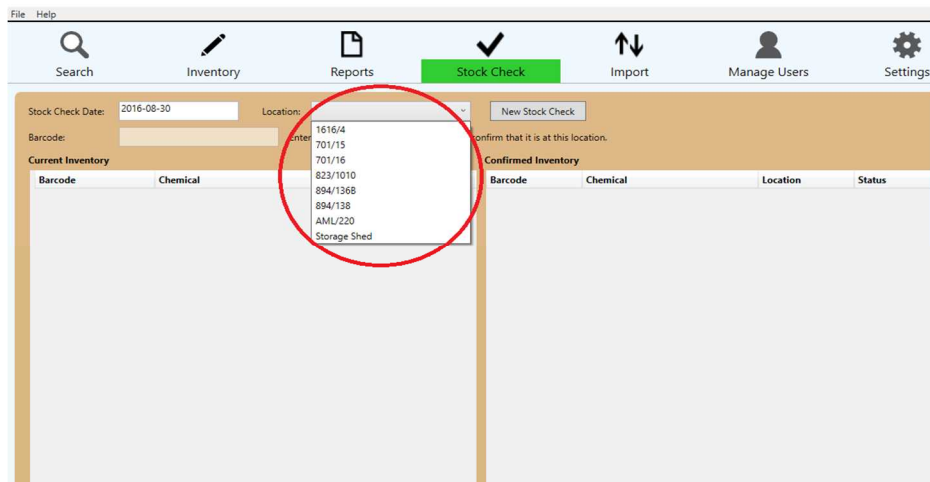 File Help
Search Inventory Reports Stock Check Import Manage Users Settings
Stock Check Date: 2016-08-30 Location: New Stock Check
Barcode: Enter confirm that it is at this location.
1616/4
701/15
701/16
823/1010
894/136B
894/138
AML/220
Storage Shed
Current Inventory Confirmed Inventory
Barcode Chemical Barcode Chemical Location Status